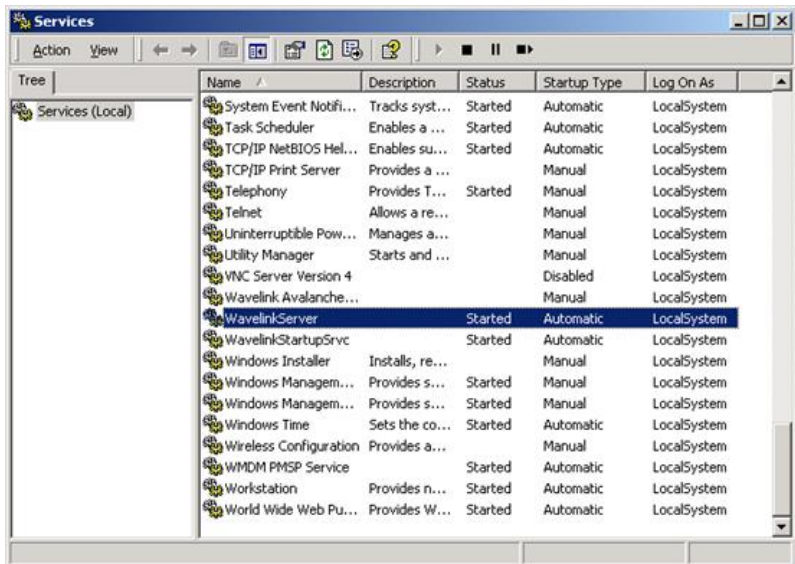 Services
Action View
Tree
Name Description Status Startup Type Log On As
Services (Local)
System Event Notifi... Tracks syst... Started Automatic LocalSystem
Task Scheduler Enables a ... Started Automatic LocalSystem
TCP/IP NetBIOS Hel... Enables su... Started Automatic LocalSystem
TCP/IP Print Server Provides a ... Manual LocalSystem
Telephony Provides T... Started Manual LocalSystem
Telnet Allows a re... Manual LocalSystem
Uninterruptible Pow... Manages a... Manual LocalSystem
Utility Manager Starts and ... Manual LocalSystem
VNC Server Version 4 Disabled LocalSystem
Wavelink Avalanche... Manual LocalSystem
WavelinkServer Started Automatic LocalSystem
WavelinkStartupSrvc Started Automatic LocalSystem
Windows Installer Installs, re... Manual LocalSystem
Windows Managem... Provides s... Started Manual LocalSystem
Windows Managem... Provides s... Started Manual LocalSystem
Windows Time Sets the co... Started Automatic LocalSystem
Wireless Configuration Provides a... Manual LocalSystem
WMDM PMSP Service Started Automatic LocalSystem
Workstation Provides n... Started Automatic LocalSystem
World Wide Web Pu... Provides W... Started Automatic LocalSystem